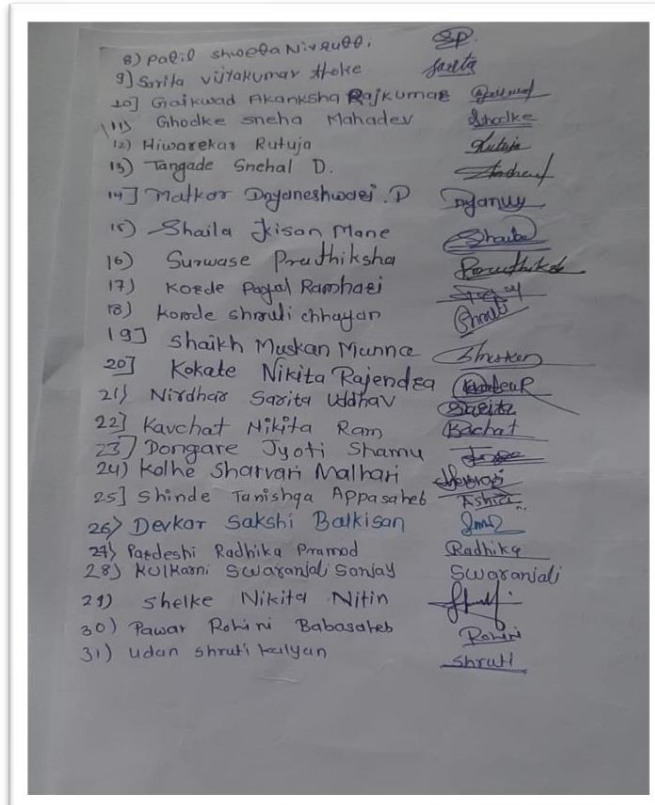 8) Patil Shweta Nivrutti. SP.
9] Sarita Vijaykumar Hoke Sarita
10] Gaikwad Akanksha Rajkumar
11) Ghodke Sneha Mahadev Ghodke
12) Hiwarekar Rutuja Rutuja
13) Tangade Snehal D.
14] Matkar Dnyaneshwari .D Dyanuy
15) Shaila Kisan Mane Shaila
16) Surwase Pruthiksha Pruthiksha
17) Korde Payal Ramhari
18) Korde Shruti Chhayan Shruti
19] Shaikh Muskan Munna Muskan
20] Kokate Nikita Rajendra
21) Nirdhar Sarita Uddhav Sarita
22] Kavchat Nikita Ram Kachat
23] Dongare Jyoti Shamu
24) Kolhe Sharvari Malhari
25] Shinde Tanishqa Appasaheb
26) Devkar Sakshi Balkisan
27) Pardeshi Radhika Pramod Radhika
28) Kulkarni Swaranjali Sanjay Swaranjali
29) Shelke Nikita Nitin
30) Pawar Rohini Babasaheb Rohini
31) Udan Shruti Kalyan Shruti